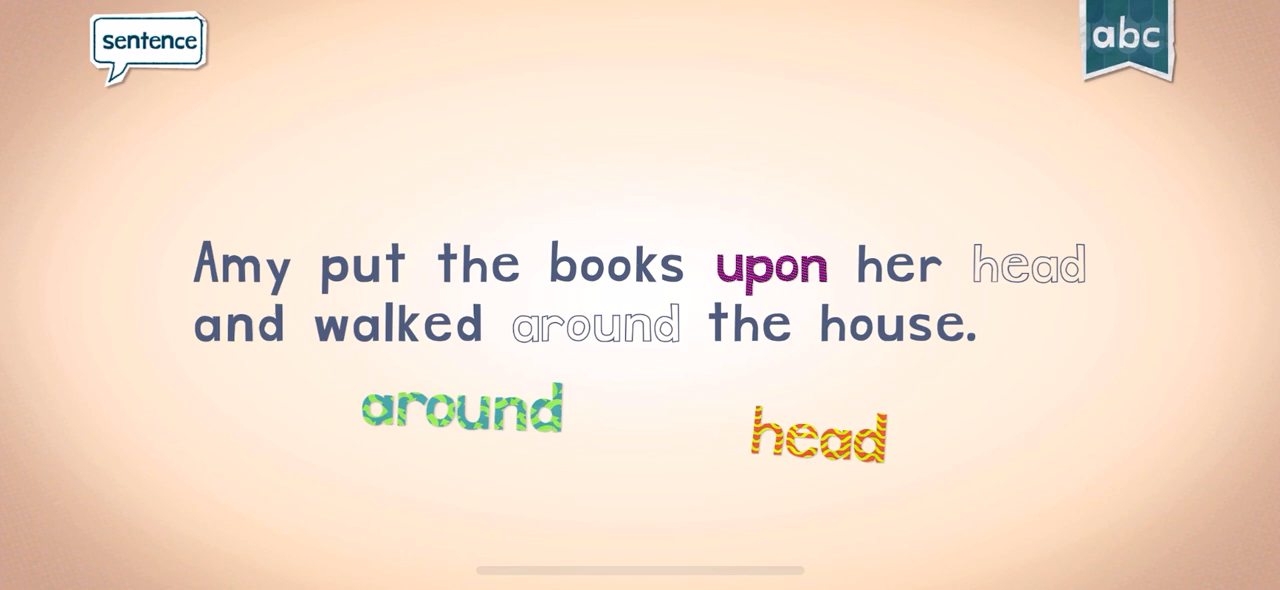 sentence
abc
Amy put the books upon her head
and walked around the house.
around
head